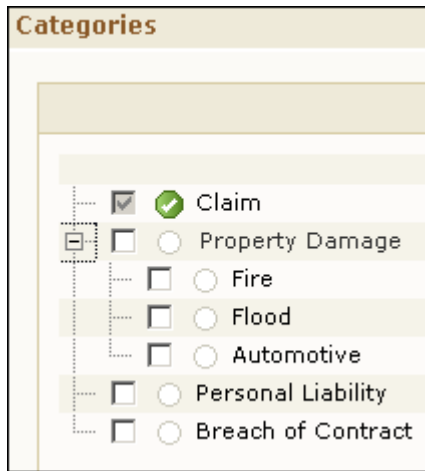 Categories
Claim
Property Damage
Fire
Flood
Automotive
Personal Liability
Breach of Contract